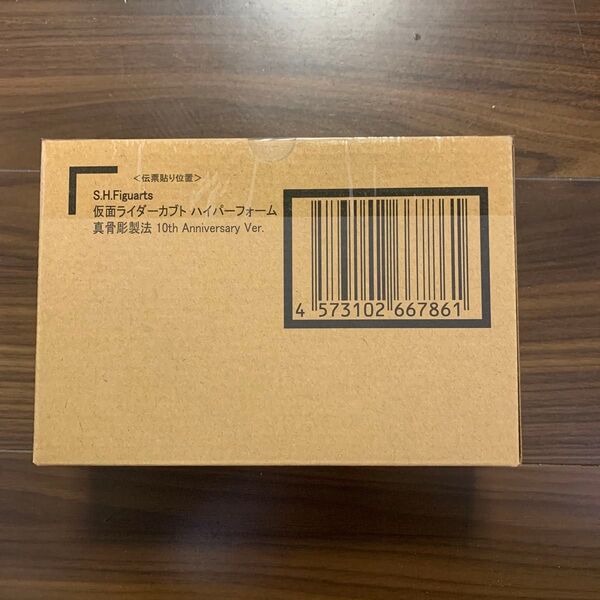 ＜伝票貼り位置＞
S.H.Figuarts
仮面ライダーカブト ハイパーフォーム
真骨彫製法 10th Anniversary Ver.
4 573102 667861